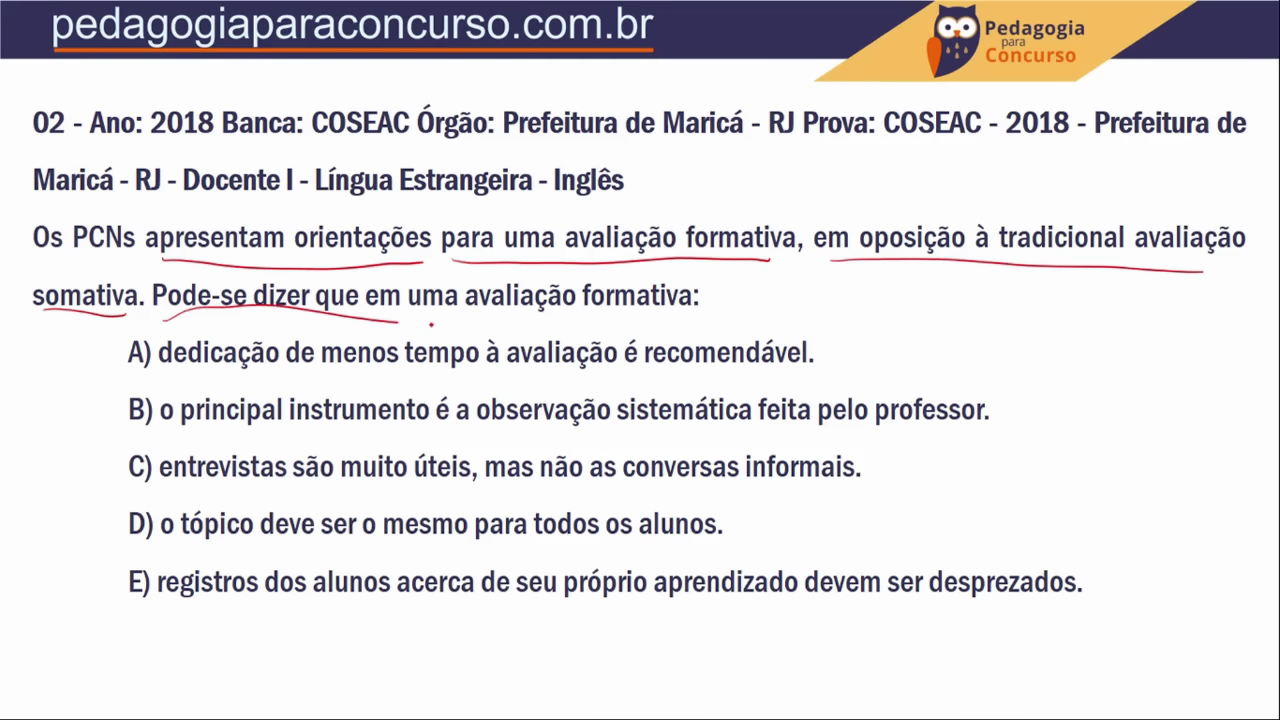 pedagogiaparaconcurso.com.br
Pedagogia
para
Concurso
02 - Ano: 2018 Banca: COSEAC Órgão: Prefeitura de Maricá - RJ Prova: COSEAC - 2018 - Prefeitura de
Maricá - RJ - Docente I - Língua Estrangeira - Inglês
Os PCNs apresentam orientações para uma avaliação formativa, em oposição à tradicional avaliação
somativa. Pode-se dizer que em uma avaliação formativa:
A) dedicação de menos tempo à avaliação é recomendável.
B) o principal instrumento é a observação sistemática feita pelo professor.
C) entrevistas são muito úteis, mas não as conversas informais.
D) o tópico deve ser o mesmo para todos os alunos.
E) registros dos alunos acerca de seu próprio aprendizado devem ser desprezados.